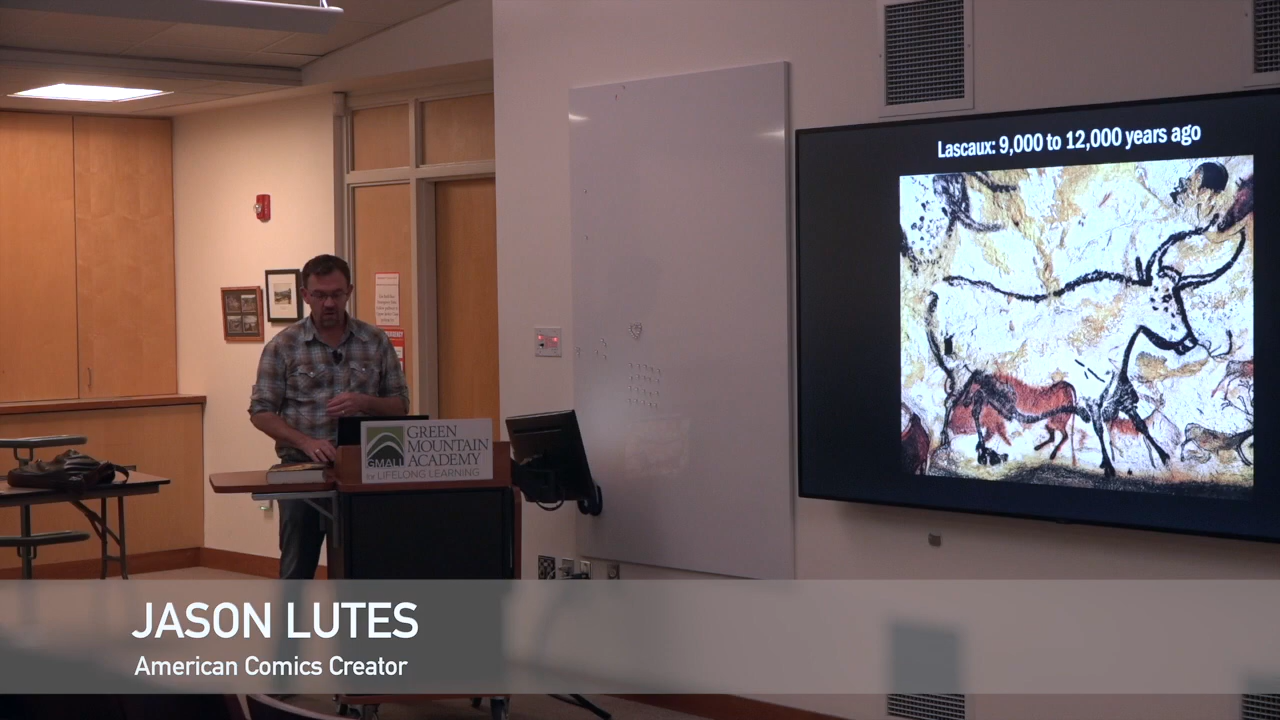 Lascaux: 9,000 to 12,000 years ago
GREEN
MOUNTAIN
ACADEMY
for LIFELONG LEARNING
GMALL
JASON LUTES
American Comics Creator